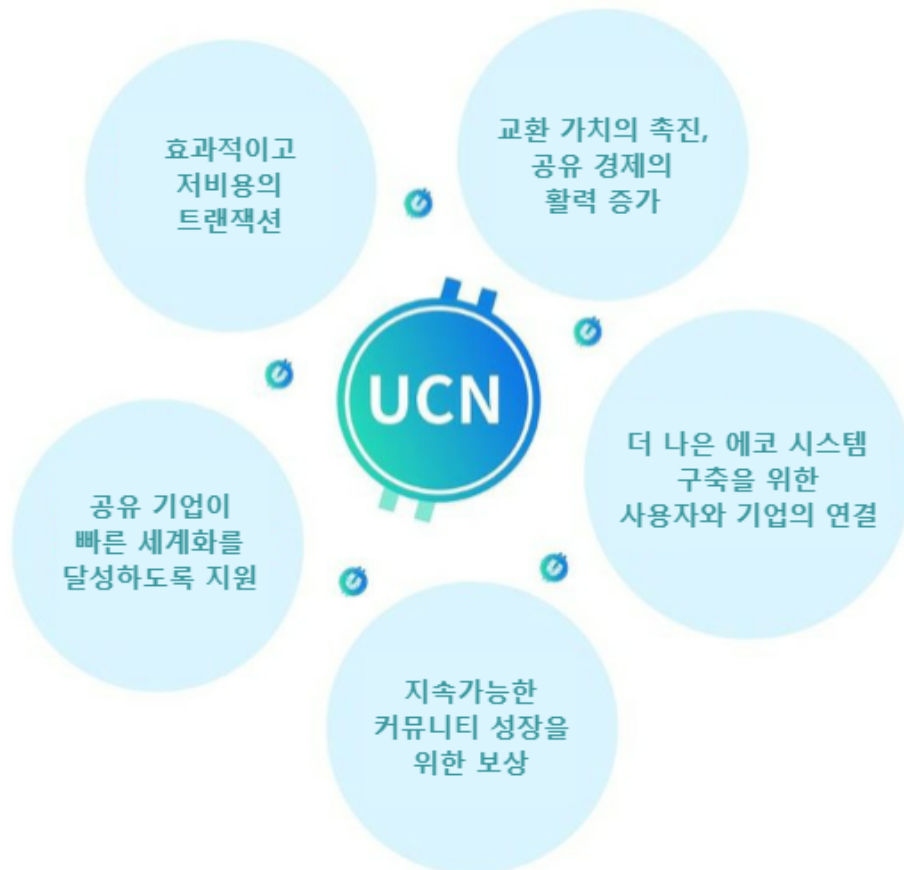 효과적이고
저비용의
트랜잭션
교환 가치의 촉진,
공유 경제의
활력 증가
UCN
더 나은 에코 시스템
구축을 위한
사용자와 기업의 연결
공유 기업이
빠른 세계화를
달성하도록 지원
지속가능한
커뮤니티 성장을
위한 보상